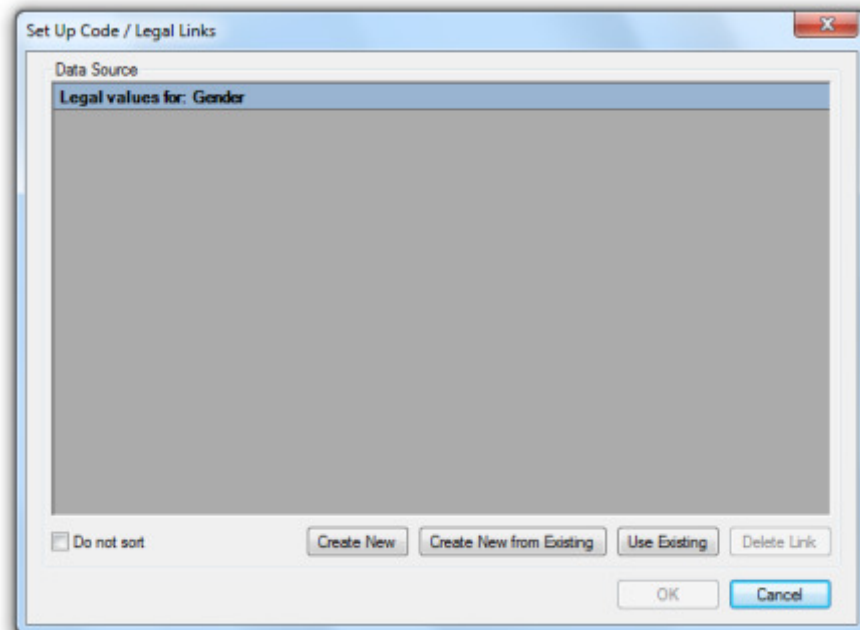 Set Up Code / Legal Links
Data Source
Legal values for: Gender
Do not sort Create New Create New from Existing Use Existing Delete Link
OK Cancel